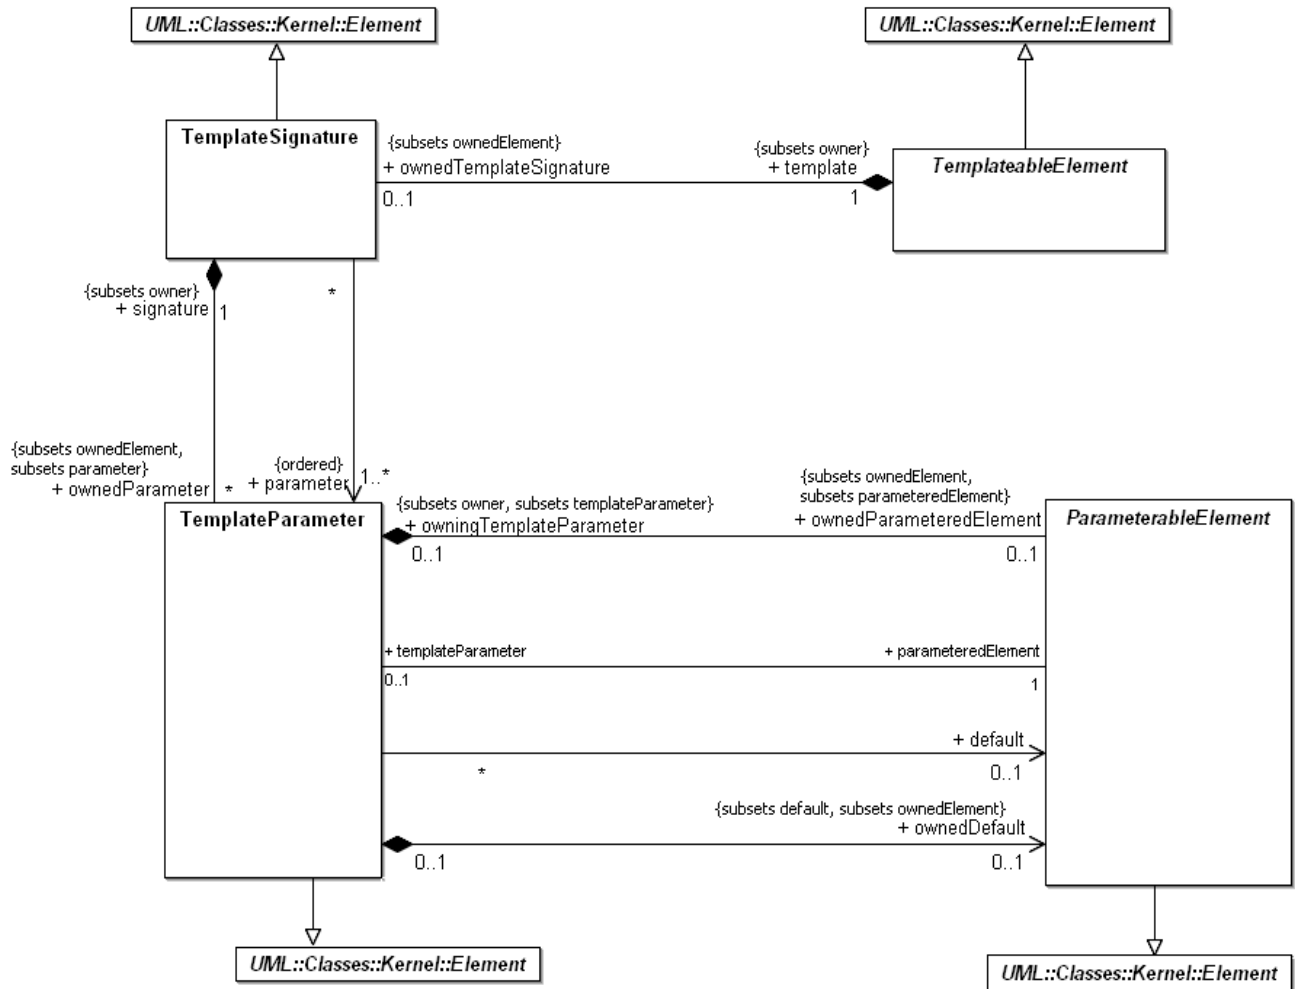 UML::Classes::Kernel::Element
UML::Classes::Kernel::Element
TemplateSignature
{subsets ownedElement}
+ ownedTemplateSignature
0..1
{subsets owner}
+ template
1
TemplateableElement
{subsets owner}
+ signature
1
*
{subsets ownedElement,
subsets parameter}
+ ownedParameter
*
{ordered}
+ parameter
1..*
TemplateParameter
{subsets owner, subsets templateParameter}
+ owningTemplateParameter
0..1
{subsets ownedElement,
subsets parameteredElement}
+ ownedParameteredElement
0..1
ParameterableElement
+ templateParameter
0..1
+ parameteredElement
1
+ default
*
0..1
{subsets default, subsets ownedElement}
+ ownedDefault
0..1
0..1
UML::Classes::Kernel::Element
UML::Classes::Kernel::Element